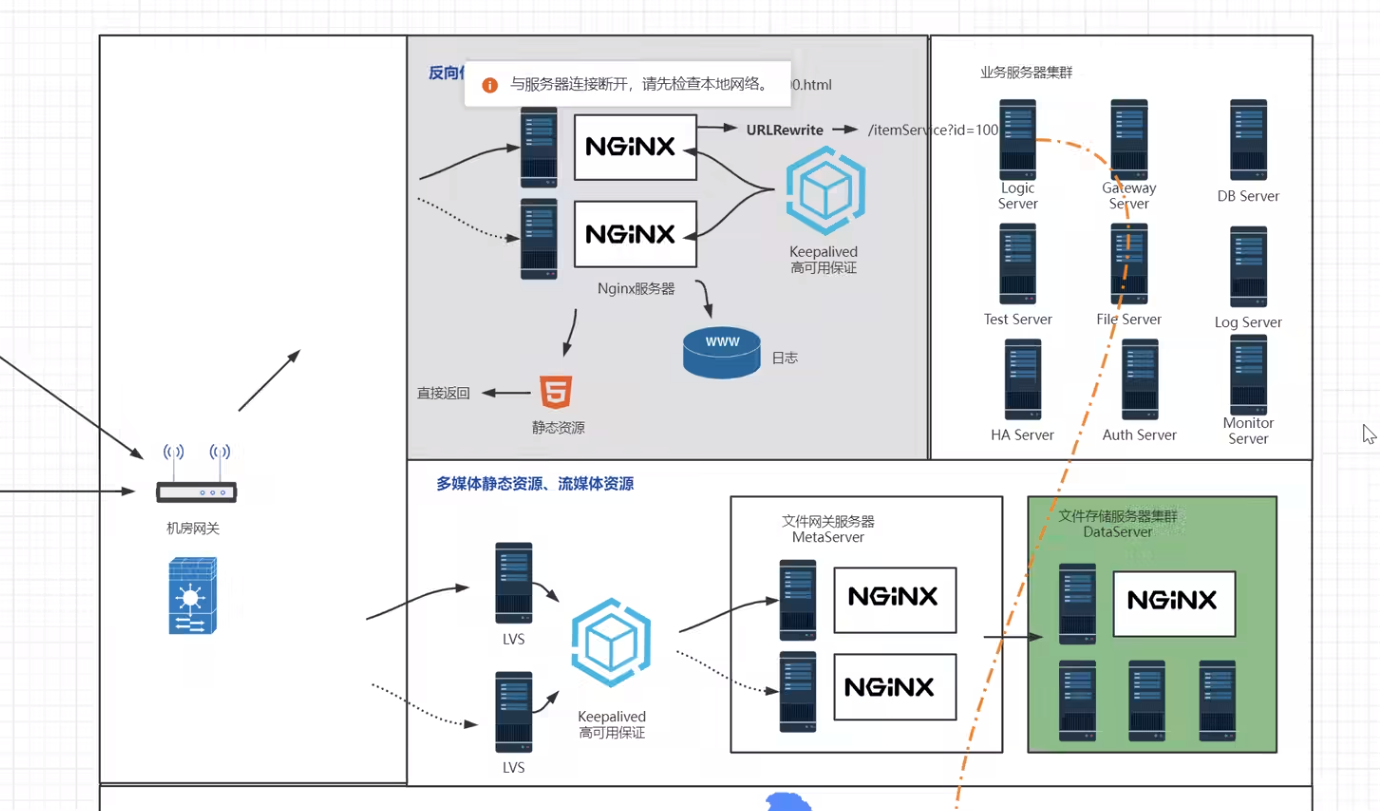 反向
与服务器连接断开，请先检查本地网络。
00.html
NGiNX
URLRewrite
/itemService?id=100
NGiNX
Keepalived
高可用保证
Nginx服务器
WWW
日志
直接返回
5
静态资源
业务服务器集群
Logic
Server
Gateway
Server
DB Server
Test Server
File Server
Log Server
HA Server
Auth Server
Monitor
Server
机房网关
多媒体静态资源、流媒体资源
LVS
LVS
Keepalived
高可用保证
文件网关服务器
MetaServer
NGiNX
NGiNX
文件存储服务器集群
DataServer
NGiNX